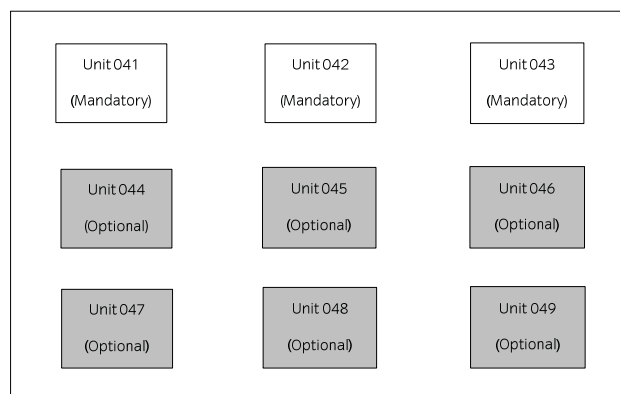 Unit 041
(Mandatory)
Unit 042
(Mandatory)
Unit 043
(Mandatory)
Unit 044
(Optional)
Unit 045
(Optional)
Unit 046
(Optional)
Unit 047
(Optional)
Unit 048
(Optional)
Unit 049
(Optional)